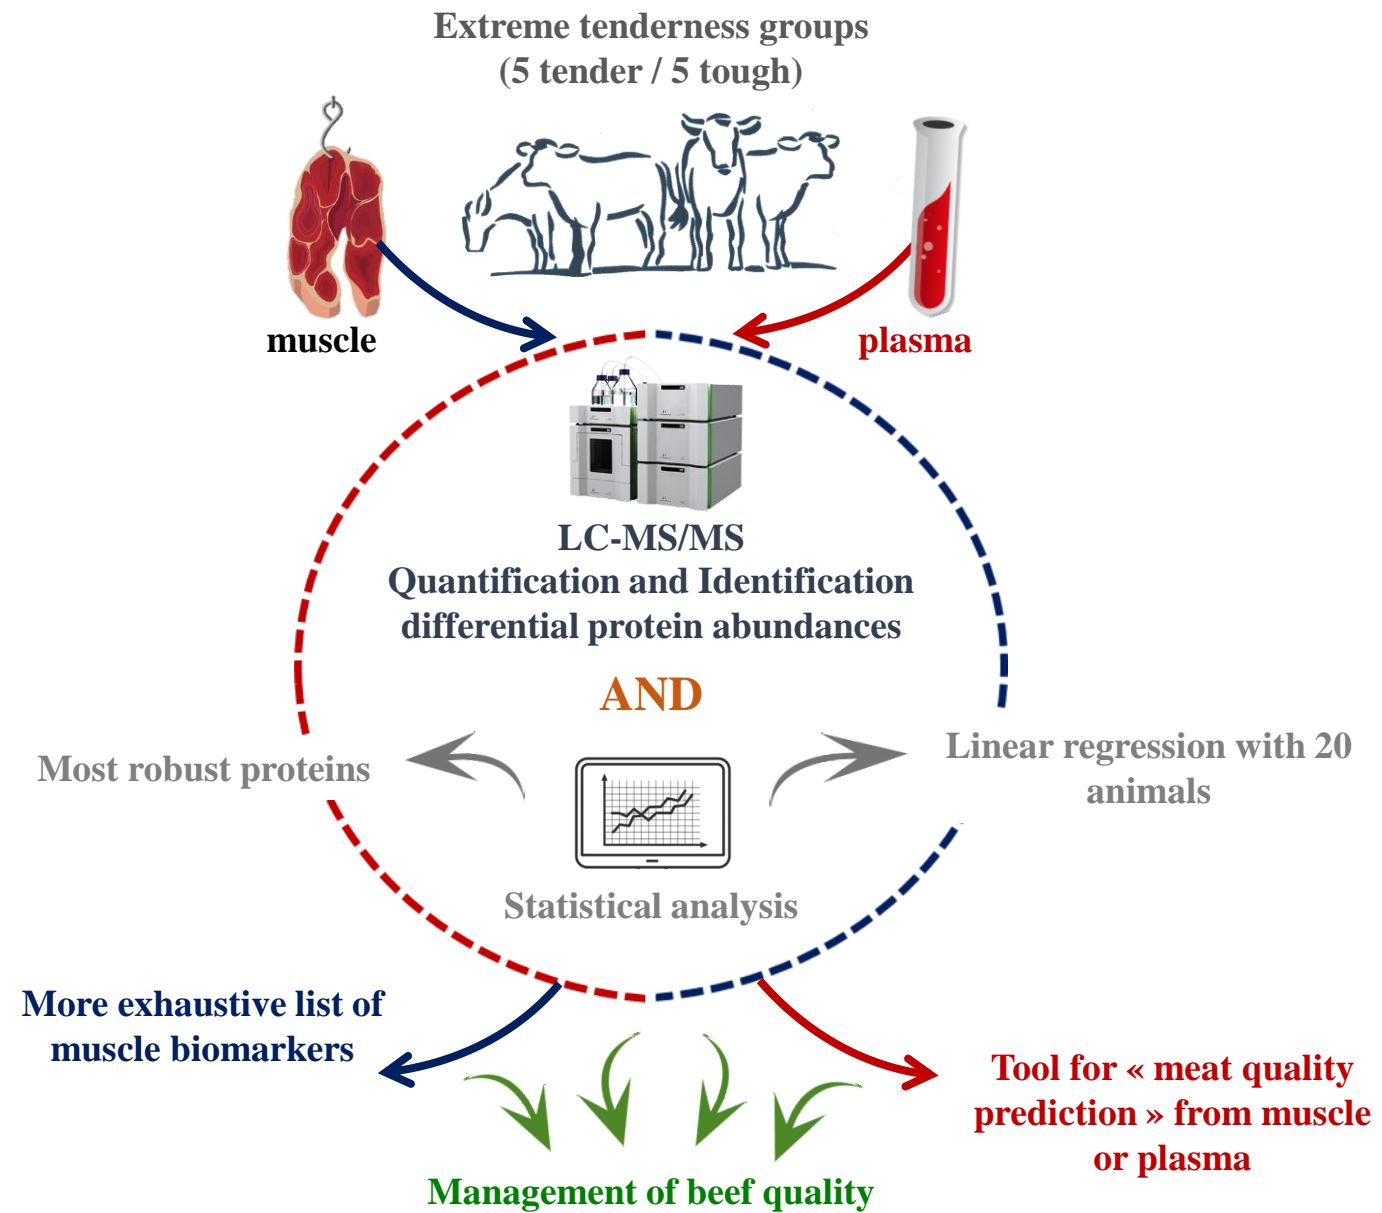 Extreme tenderness groups
(5 tender / 5 tough)
muscle
plasma
LC-MS/MS
Quantification and Identification
differential protein abundances
AND
Most robust proteins
Linear regression with 20
animals
Statistical analysis
More exhaustive list of
muscle biomarkers
Tool for « meat quality
prediction » from muscle
or plasma
Management of beef quality